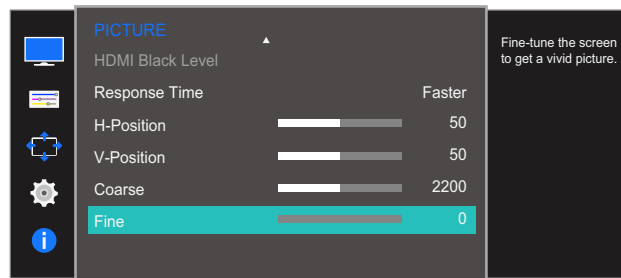 PICTURE
HDMI Black Level
Response Time Faster
H-Position 50
V-Position 50
Coarse 2200
Fine 0
Fine-tune the screen
to get a vivid picture.